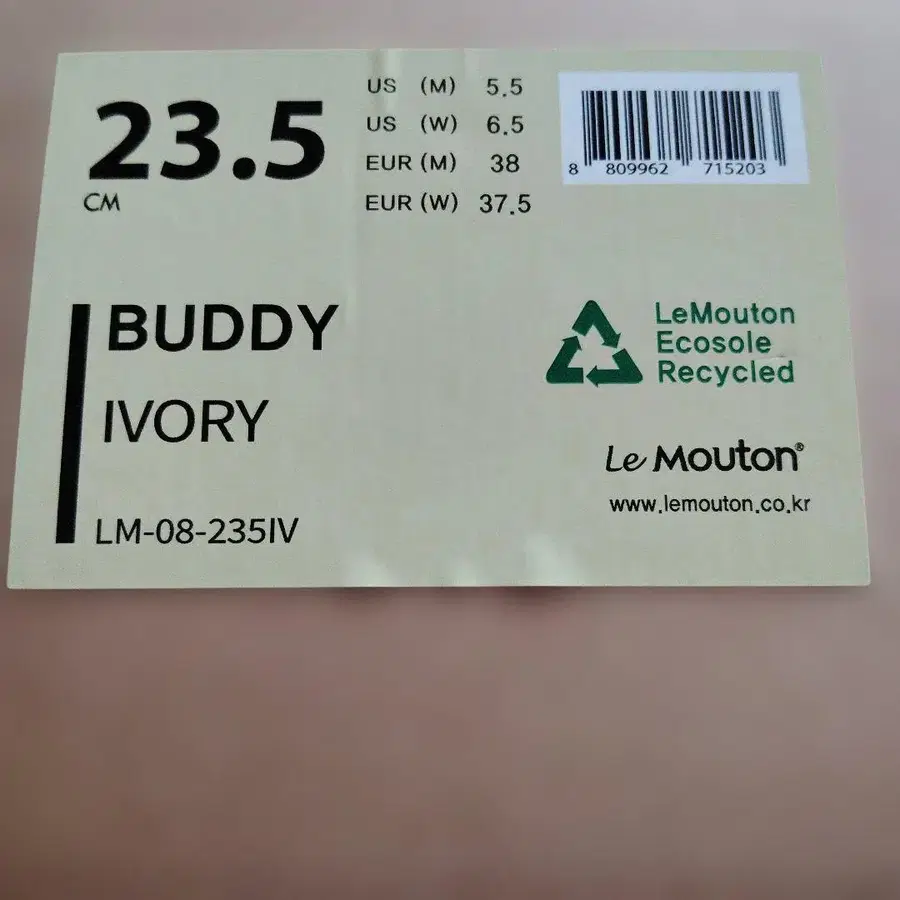 23.5
CM
US (M) 5.5
US (W) 6.5
EUR (M) 38
EUR (W) 37.5
8 809962 715203
BUDDY
IVORY
LM-08-235IV
LeMouton
Ecosole
Recycled
Le Mouton®
www.lemouton.co.kr